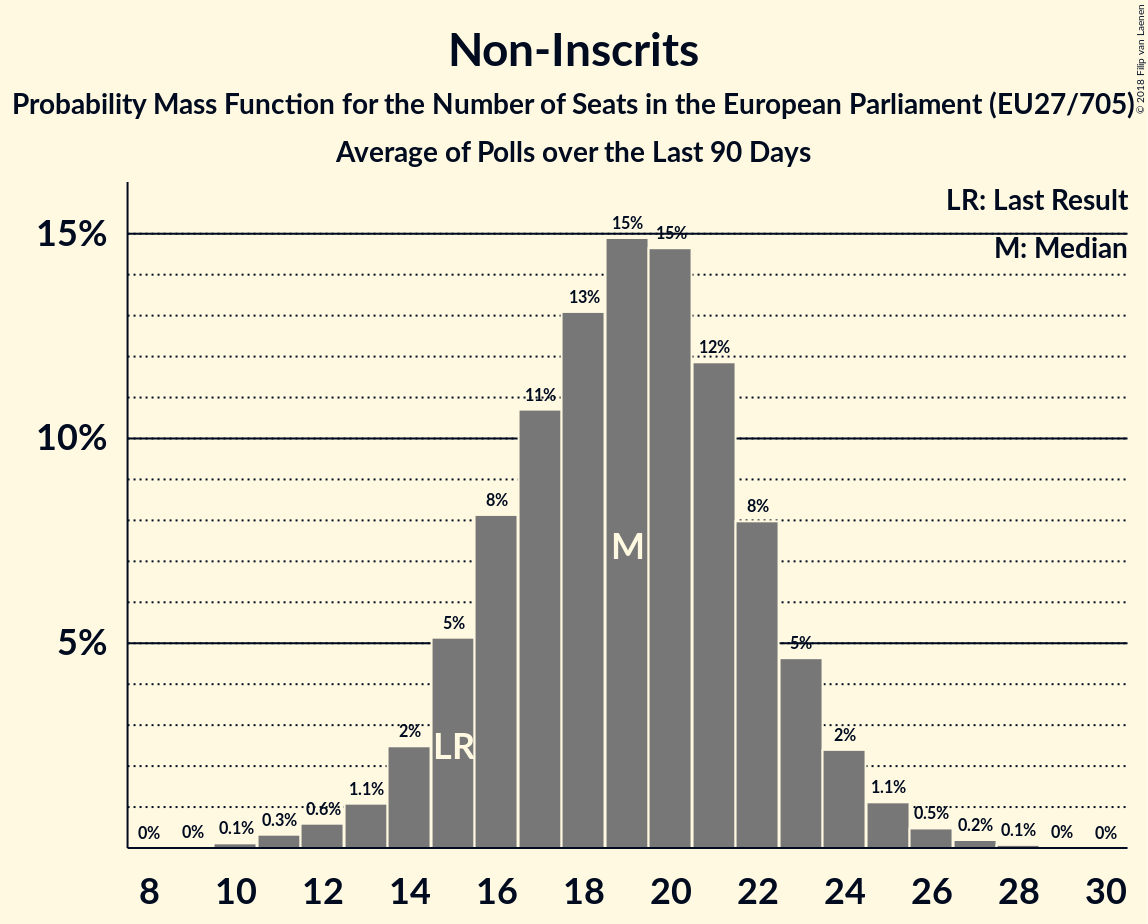 Non-Inscrits
Probability Mass Function for the Number of Seats in the European Parliament (EU27/705)
Average of Polls over the Last 90 Days
© 2018 Filip van Laenen
LR: Last Result
M: Median
15%
10%
5%
0%
0%
0.1%
0.3%
0.6%
1.1%
2%
5%
8%
11%
13%
15%
15%
12%
8%
5%
2%
1.1%
0.5%
0.2%
0.1%
0%
0%
LR
M
8 10 12 14 16 18 20 22 24 26 28 30